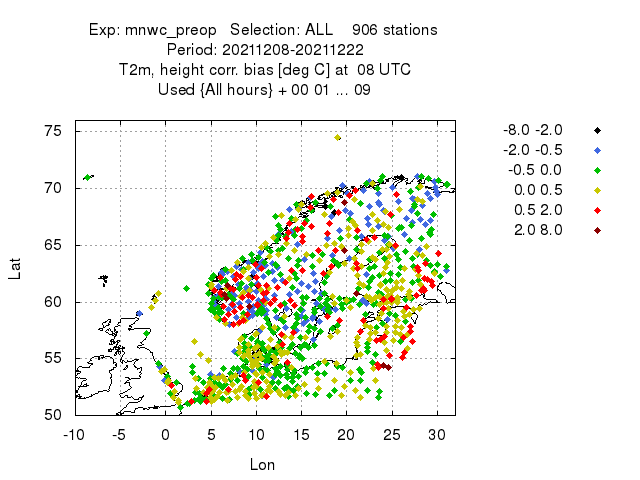 Exp: mnwc_preop   Selection: ALL    906 stations
Period: 20211208-20211222
T2m, height corr. bias [deg C] at  08 UTC
Used {All hours} + 00 01 ... 09
-8.0 -2.0
-2.0 -0.5
-0.5 0.0
0.0 0.5
0.5 2.0
2.0 8.0
75
70
65
60
55
50
Lat
-10 -5 0 5 10 15 20 25 30
Lon